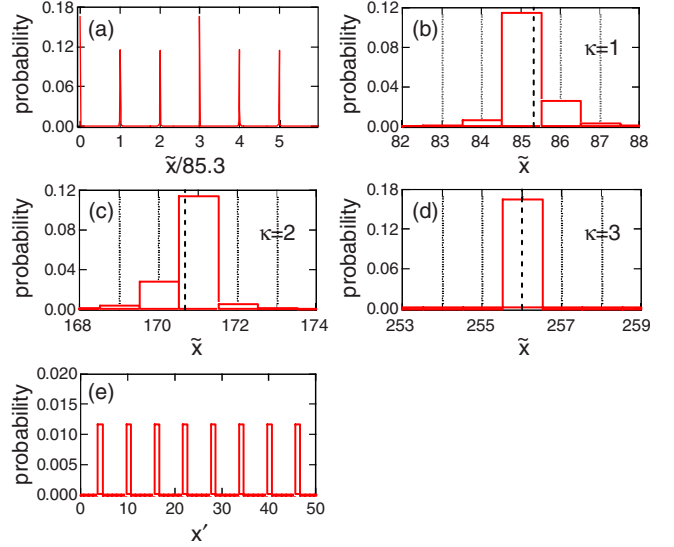 (a)
probability
0.18
0.12
0.06
0.00
0 1 2 3 4 5
x̃/85.3
(b)
κ=1
probability
0.12
0.08
0.04
0.00
82 83 84 85 86 87 88
x̃
(c)
κ=2
probability
0.12
0.08
0.04
0.00
168 170 172 174
x̃
(d)
κ=3
probability
0.18
0.12
0.06
0.00
253 255 257 259
x̃
(e)
probability
0.020
0.015
0.010
0.005
0.000
0 10 20 30 40 50
x′